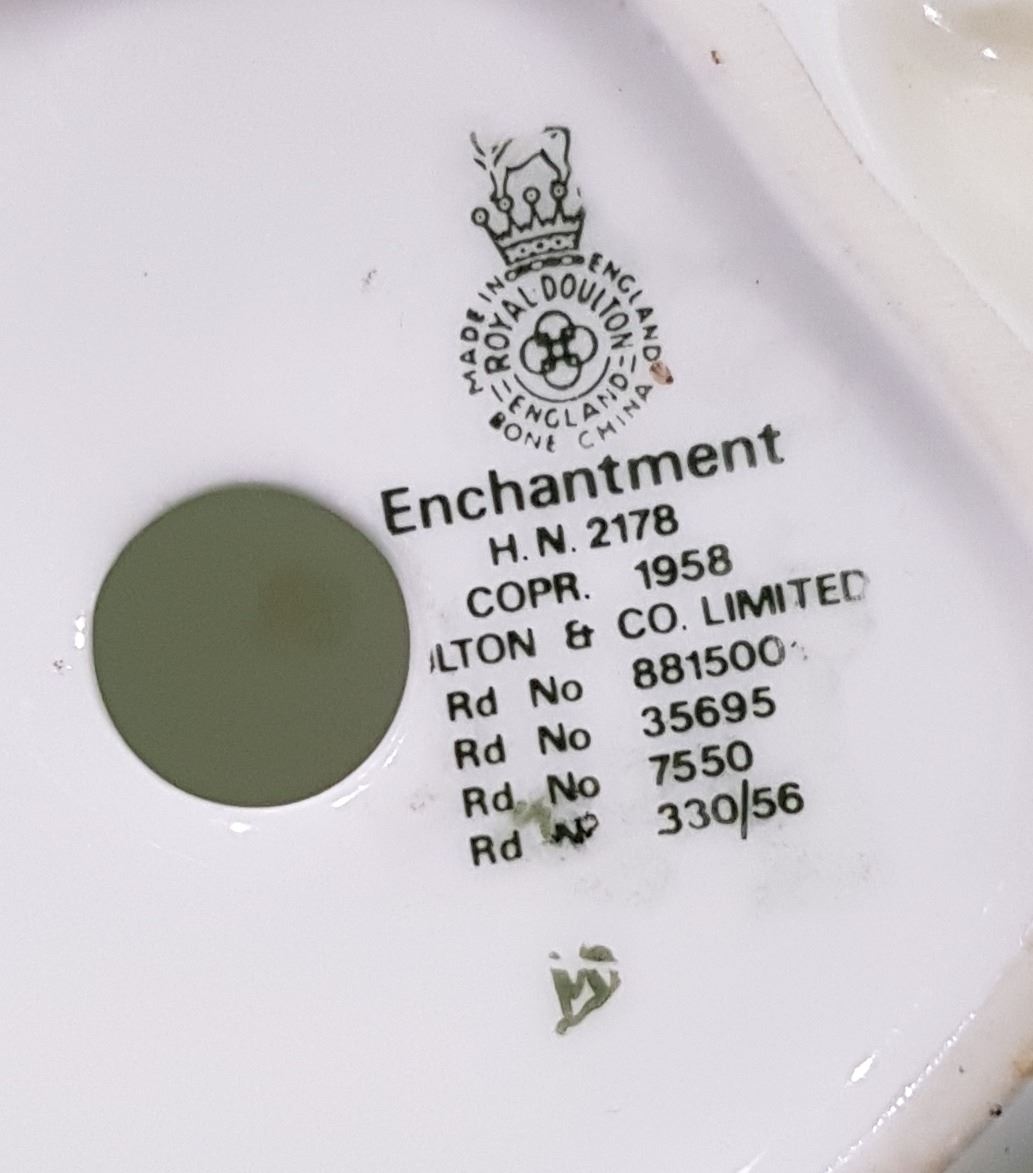 MADE IN ENGLAND
ROYAL DOULTON
ENGLAND
BONE CHINA
Enchantment
H.N. 2178
COPR. 1958
LTON & CO. LIMITED
Rd No 881500
Rd No 35695
Rd No 7550
Rd No 330/56